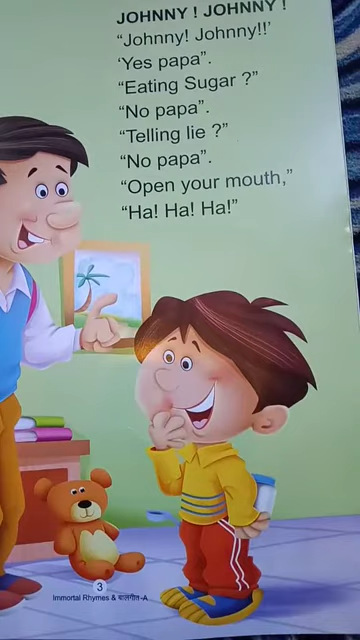 JOHNNY ! JOHNNY !
“Johnny! Johnny!!’
‘Yes papa”.
“Eating Sugar ?”
“No papa”.
“Telling lie ?”
“No papa”.
“Open your mouth,”
“Ha! Ha! Ha!”
3
Immortal Rhymes & बालगीत-A